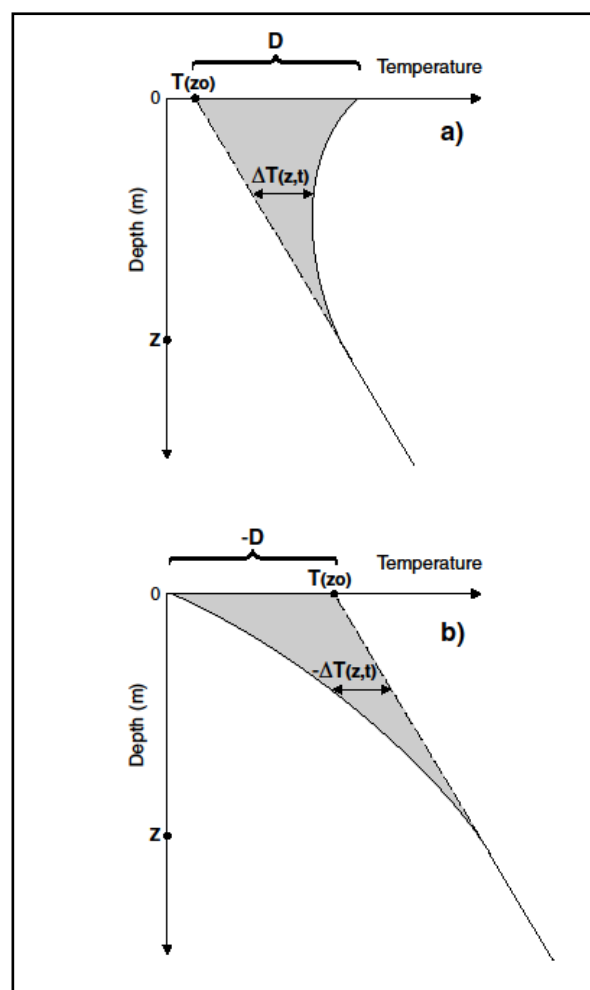 D
Temperature
T(zo)
0
a)
ΔT(z,t)
Depth (m)
Z
-D
Temperature
T(zo)
0
b)
-ΔT(z,t)
Depth (m)
Z